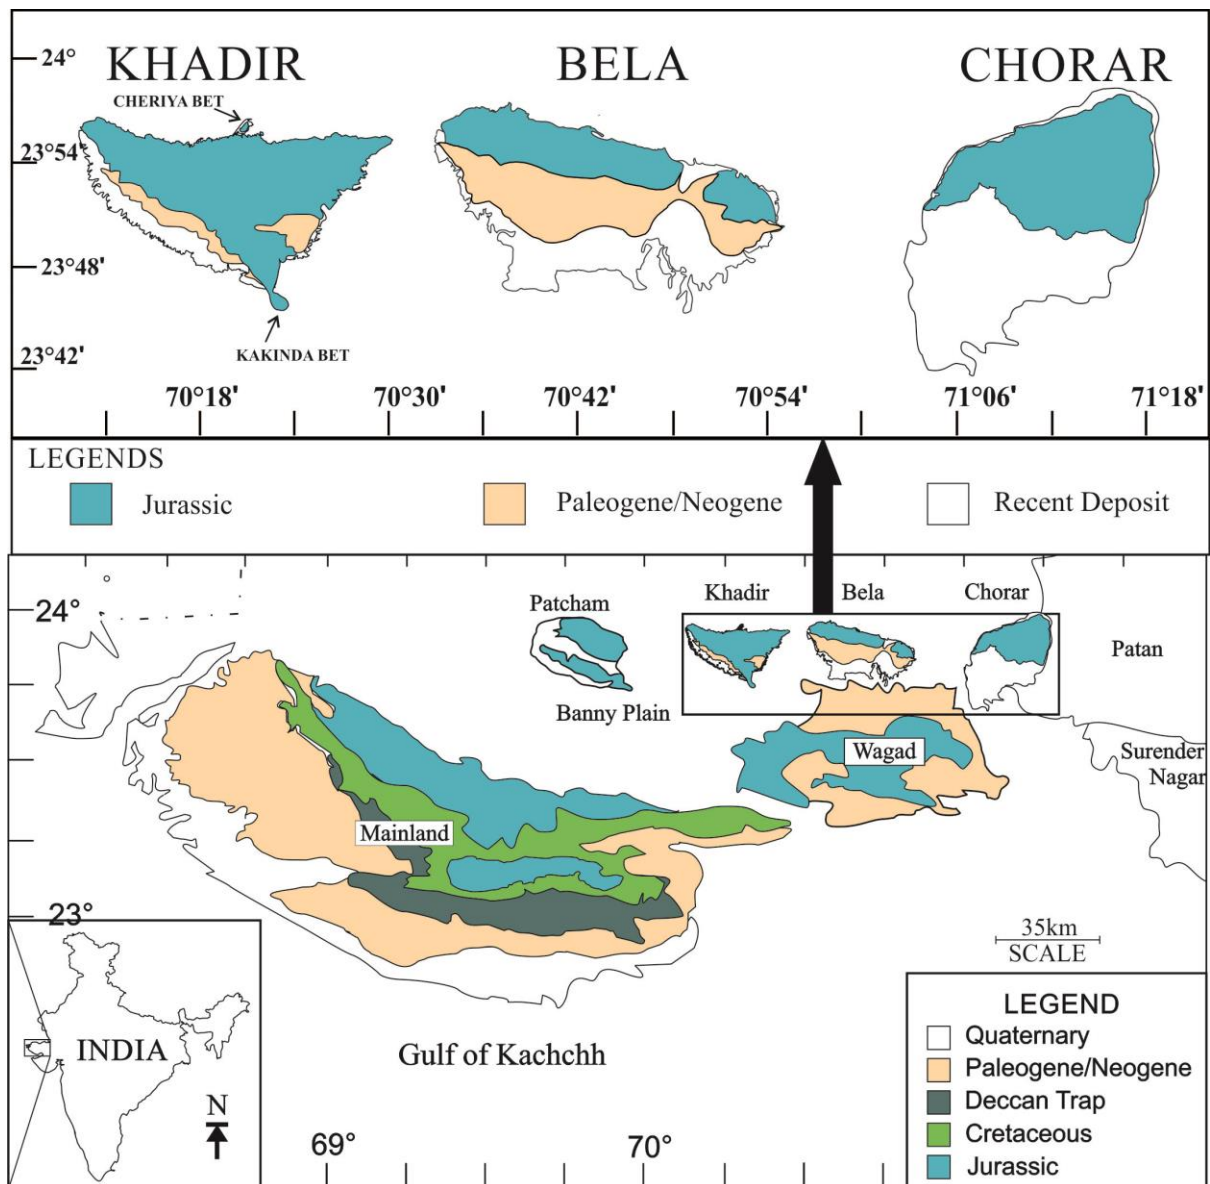 24°
KHADIR
BELA
CHORAR
CHERIYA BET
23°54'
23°48'
KAKINDA BET
23°42'
70°18'
70°30'
70°42'
70°54'
71°06'
71°18'
LEGENDS
Jurassic
Paleogene/Neogene
Recent Deposit
24°
Patcham
Khadir
Bela
Chorar
Patan
Banny Plain
Wagad
Surender
Nagar
Mainland
23°
35km
SCALE
INDIA
N
Gulf of Kachchh
69°
70°
LEGEND
Quaternary
Paleogene/Neogene
Deccan Trap
Cretaceous
Jurassic